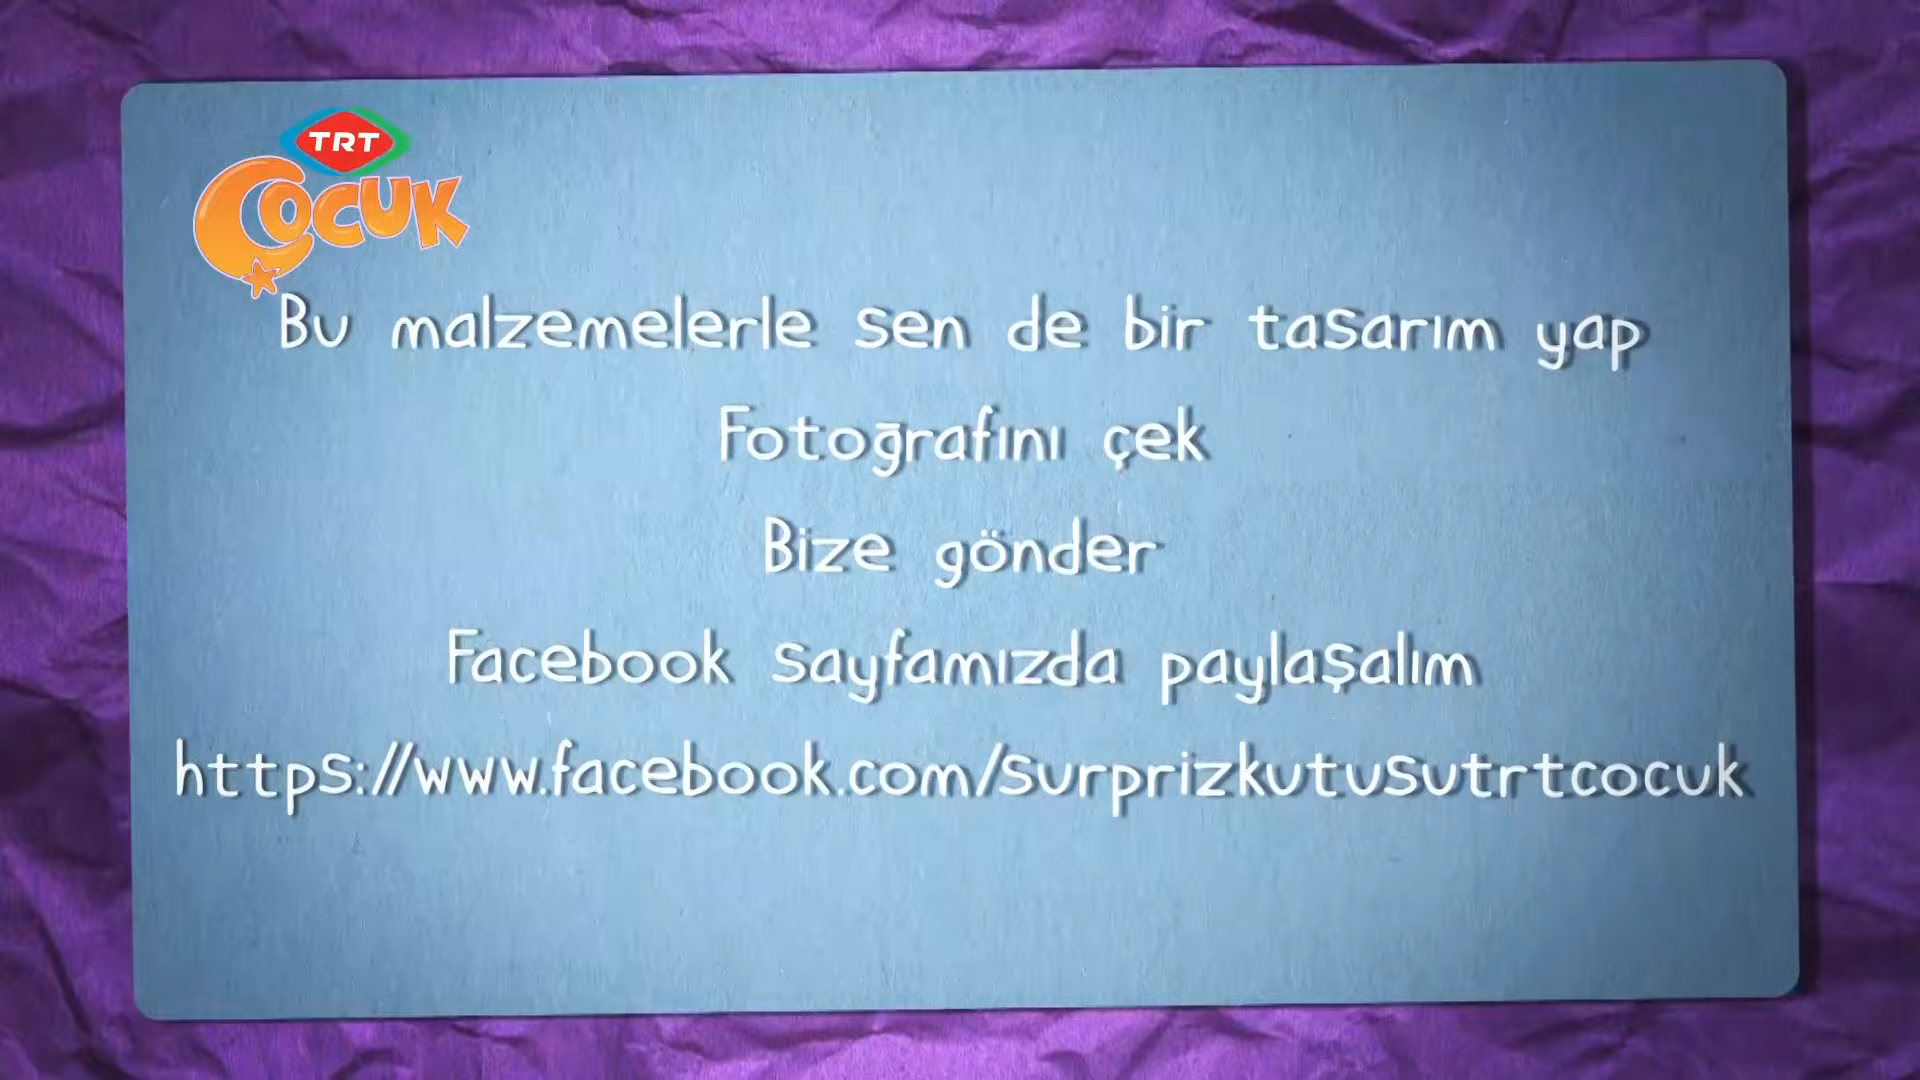 TRT
Çocuk
Bu malzemelerle sen de bir tasarım yap
Fotoğrafını çek
Bize gönder
Facebook sayfamızda paylaşalım
https://www.facebook.com/surprizkutusutrtcocuk